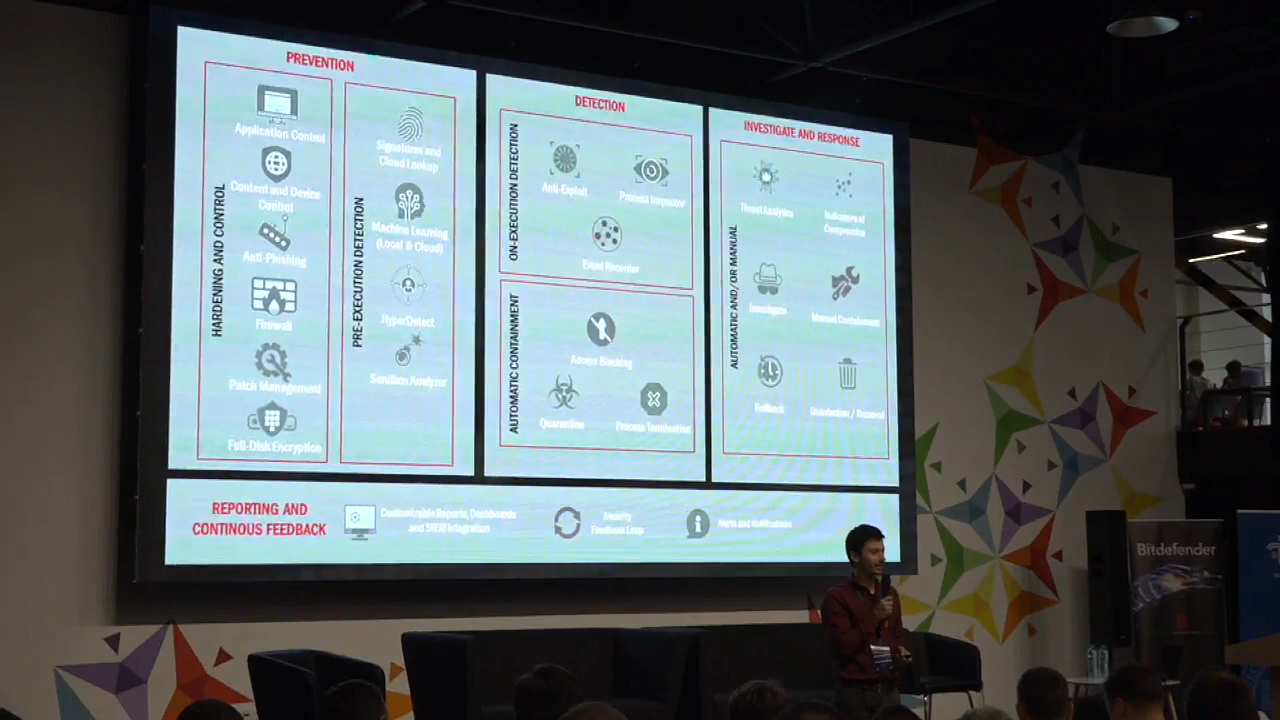 PREVENTION
HARDENING AND CONTROL
Application Control
Content and Device
Control
Anti-Phishing
Firewall
Patch Management
Full-Disk Encryption
PRE-EXECUTION DETECTION
Signatures and
Cloud Lookup
Machine Learning
(Local & Cloud)
HyperDetect
Sandbox Analyzer
DETECTION
ON-EXECUTION DETECTION
Anti-Exploit
Process Inspector
Event Recorder
AUTOMATIC CONTAINMENT
Access Blocking
Quarantine
Process Termination
INVESTIGATE AND RESPONSE
AUTOMATIC AND/OR MANUAL
Threat Analytics
Indicators of
Compromise
Investigate
Manual Containment
Rollback
Disinfection / Removal
REPORTING AND
CONTINOUS FEEDBACK
Customizable Reports, Dashboards
and SIEM Integration
Security
Feedback Loop
Alerts and Notifications
Bitdefender